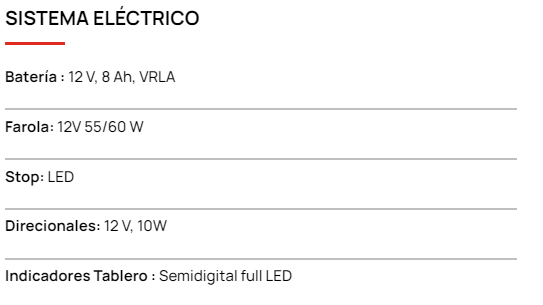 SISTEMA ELÉCTRICO
Batería : 12 V, 8 Ah, VRLA
Farola: 12V 55/60 W
Stop: LED
Direcionales: 12 V, 10W
Indicadores Tablero : Semidigital full LED